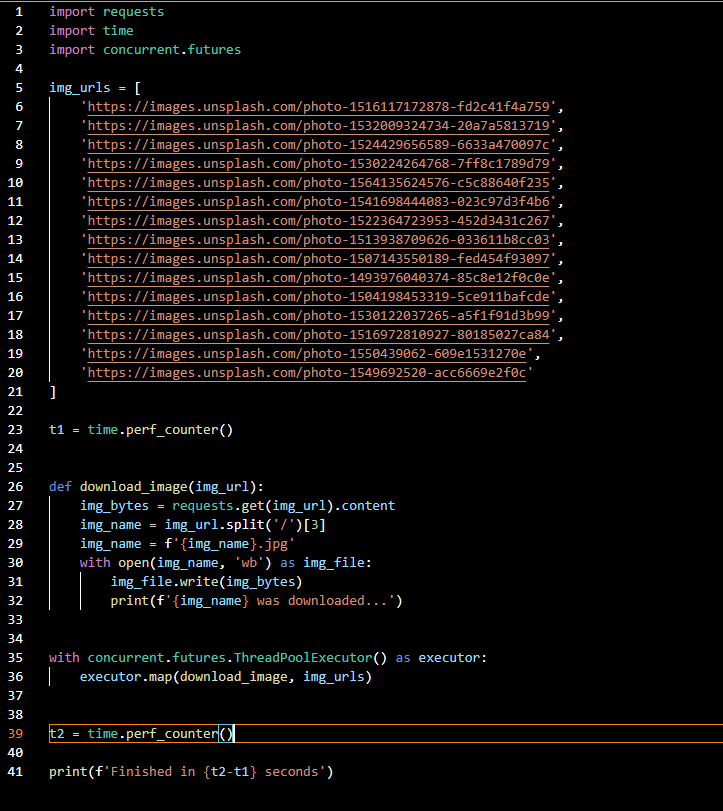 1 import requests
2 import time
3 import concurrent.futures
4
5 img_urls = [
6     'https://images.unsplash.com/photo-1516117172878-fd2c41f4a759',
7     'https://images.unsplash.com/photo-1532009324734-20a7a5813719',
8     'https://images.unsplash.com/photo-1524429656589-6633a470097c',
9     'https://images.unsplash.com/photo-1530224264768-7ff8c1789d79',
10     'https://images.unsplash.com/photo-1564135624576-c5c88640f235',
11     'https://images.unsplash.com/photo-1541698444083-023c97d3f4b6',
12     'https://images.unsplash.com/photo-1522364723953-452d3431c267',
13     'https://images.unsplash.com/photo-1513938709626-033611b8cc03',
14     'https://images.unsplash.com/photo-1507143550189-fed454f93097',
15     'https://images.unsplash.com/photo-1493976040374-85c8e12f0c0e',
16     'https://images.unsplash.com/photo-1504198453319-5ce911bafcde',
17     'https://images.unsplash.com/photo-1530122037265-a5f1f91d3b99',
18     'https://images.unsplash.com/photo-1516972810927-80185027ca84',
19     'https://images.unsplash.com/photo-1550439062-609e1531270e',
20     'https://images.unsplash.com/photo-1549692520-acc6669e2f0c'
21 ]
22
23 t1 = time.perf_counter()
24
25
26 def download_image(img_url):
27     img_bytes = requests.get(img_url).content
28     img_name = img_url.split('/')[3]
29     img_name = f'{img_name}.jpg'
30     with open(img_name, 'wb') as img_file:
31         img_file.write(img_bytes)
32         print(f'{img_name} was downloaded...')
33
34
35 with concurrent.futures.ThreadPoolExecutor() as executor:
36     executor.map(download_image, img_urls)
37
38
39 t2 = time.perf_counter()
40
41 print(f'Finished in {t2-t1} seconds')